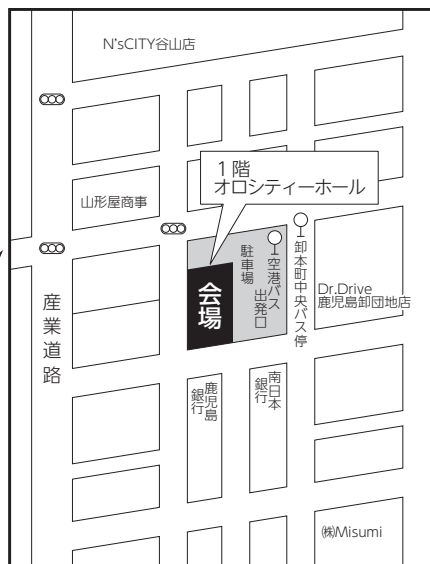 N'sCITY谷山店
1階
オロシティーホール
山形屋商事
会場
駐車場
空港バス
出発口
卸本町中央バス停
Dr.Drive
鹿児島卸団地店
産業道路
鹿児島
銀行
南日本
銀行
㈱Misumi